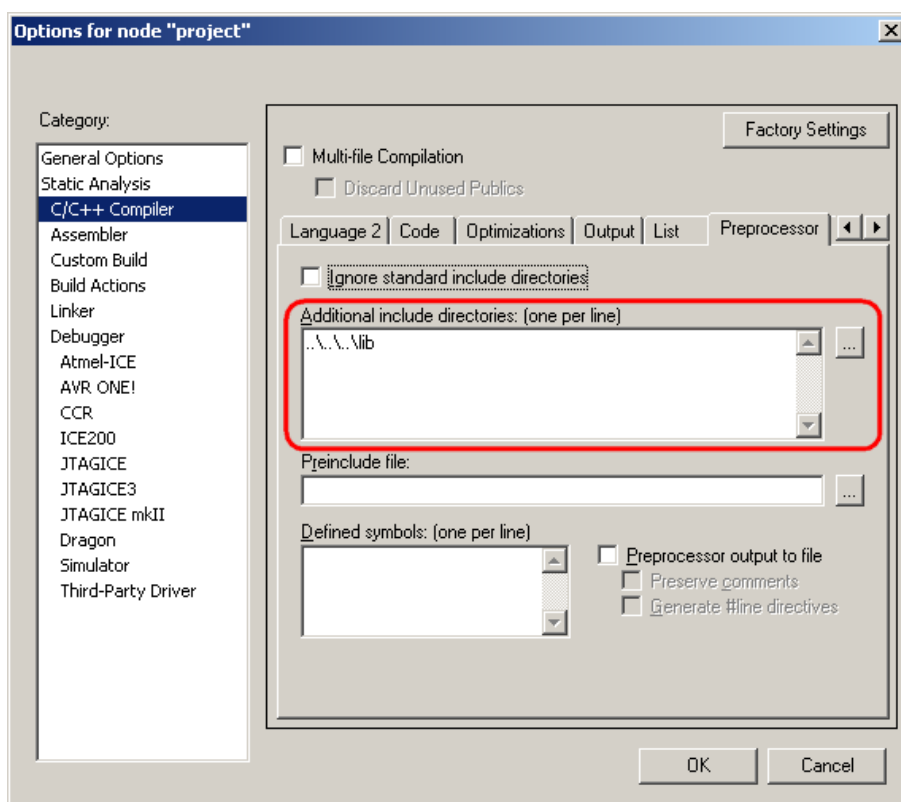 Options for node "project"
Category:
General Options
Static Analysis
C/C++ Compiler
Assembler
Custom Build
Build Actions
Linker
Debugger
Atmel-ICE
AVR ONE!
CCR
ICE200
JTAGICE
JTAGICE3
JTAGICE mkII
Dragon
Simulator
Third-Party Driver
Factory Settings
Multi-file Compilation
Discard Unused Publics
Language 2 Code Optimizations Output List Preprocessor
Ignore standard include directories
Additional include directories: (one per line)
..\..\..\lib
...
Preinclude file:
...
Defined symbols: (one per line)
Preprocessor output to file
Preserve comments
Generate #line directives
OK Cancel